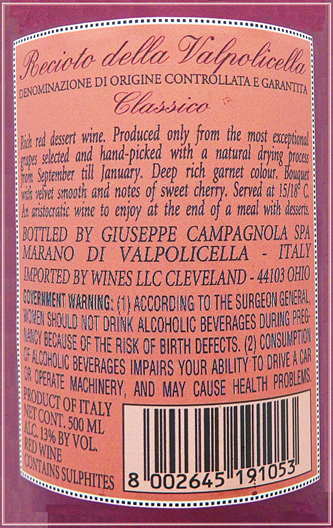 Recioto della Valpolicella
DENOMINAZIONE DI ORIGINE CONTROLLATA E GARANTITA
Classico
Rich red dessert wine. Produced only from the most exceptional
grapes selected and hand-picked with a natural drying process
from September till January. Deep rich garnet colour. Bouquet
with velvet smooth and notes of sweet cherry. Served at 15/18° C.
An aristocratic wine to enjoy at the end of a meal with desserts.
BOTTLED BY GIUSEPPE CAMPAGNOLA SPA
MARANO DI VALPOLICELLA - ITALY
IMPORTED BY WINES LLC CLEVELAND - 44103 OHIO
GOVERNMENT WARNING: (1) ACCORDING TO THE SURGEON GENERAL,
WOMEN SHOULD NOT DRINK ALCOHOLIC BEVERAGES DURING PREG-
NANCY BECAUSE OF THE RISK OF BIRTH DEFECTS. (2) CONSUMPTION
OF ALCOHOLIC BEVERAGES IMPAIRS YOUR ABILITY TO DRIVE A CAR
OR OPERATE MACHINERY, AND MAY CAUSE HEALTH PROBLEMS.
PRODUCT OF ITALY
NET CONT. 500 ML
ALC. 13% BY VOL.
RED WINE
CONTAINS SULPHITES
8 002645 191053